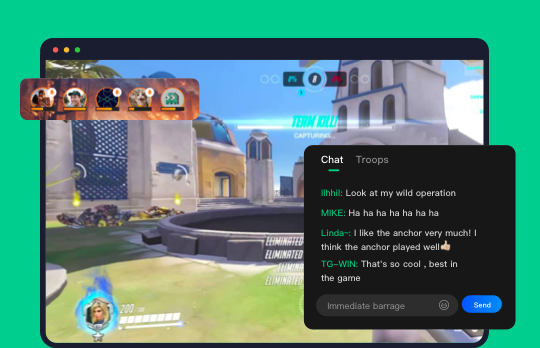 TEAM KILL!
CAPTURING...
ELIMINATED
ELIMINATED
ELIMINATED
ELIMINATED
200
Chat Troops
llhhll: Look at my wild operation
MIKE: Ha ha ha ha ha ha ha
Linda~: I like the anchor very much! I
think the anchor played well👍🏻
TG-WIN: That's so cool , best in
the game
Immediate barrage
Send